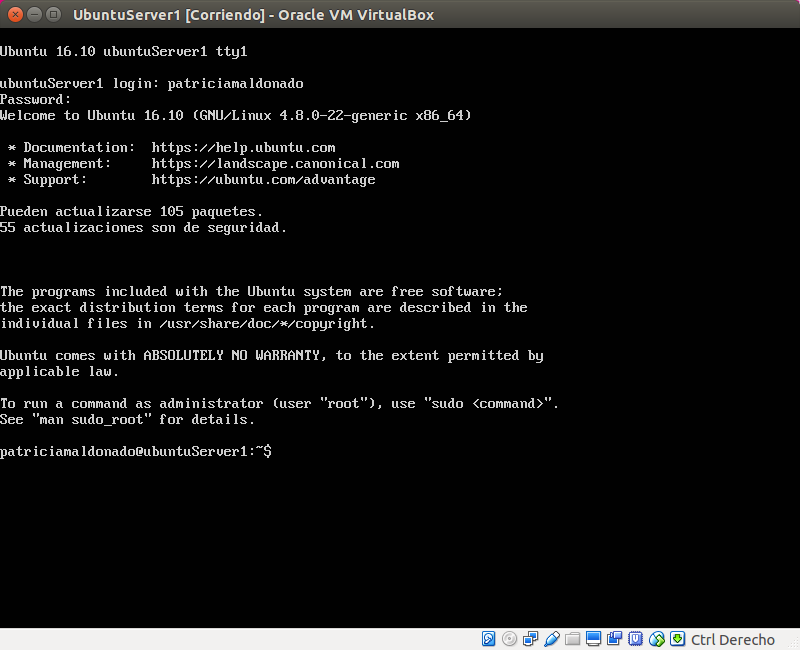 UbuntuServer1 [Corriendo] - Oracle VM VirtualBox
Ubuntu 16.10 ubuntuServer1 tty1
ubuntuServer1 login: patriciamaldonado
Password:
Welcome to Ubuntu 16.10 (GNU/Linux 4.8.0-22-generic x86_64)
* Documentation:  https://help.ubuntu.com
* Management:     https://landscape.canonical.com
* Support:        https://ubuntu.com/advantage
Pueden actualizarse 105 paquetes.
55 actualizaciones son de seguridad.
The programs included with the Ubuntu system are free software;
the exact distribution terms for each program are described in the
individual files in /usr/share/doc/*/copyright.
Ubuntu comes with ABSOLUTELY NO WARRANTY, to the extent permitted by
applicable law.
To run a command as administrator (user "root"), use "sudo <command>".
See "man sudo_root" for details.
patriciamaldonado@ubuntuServer1:~$
Ctrl Derecho